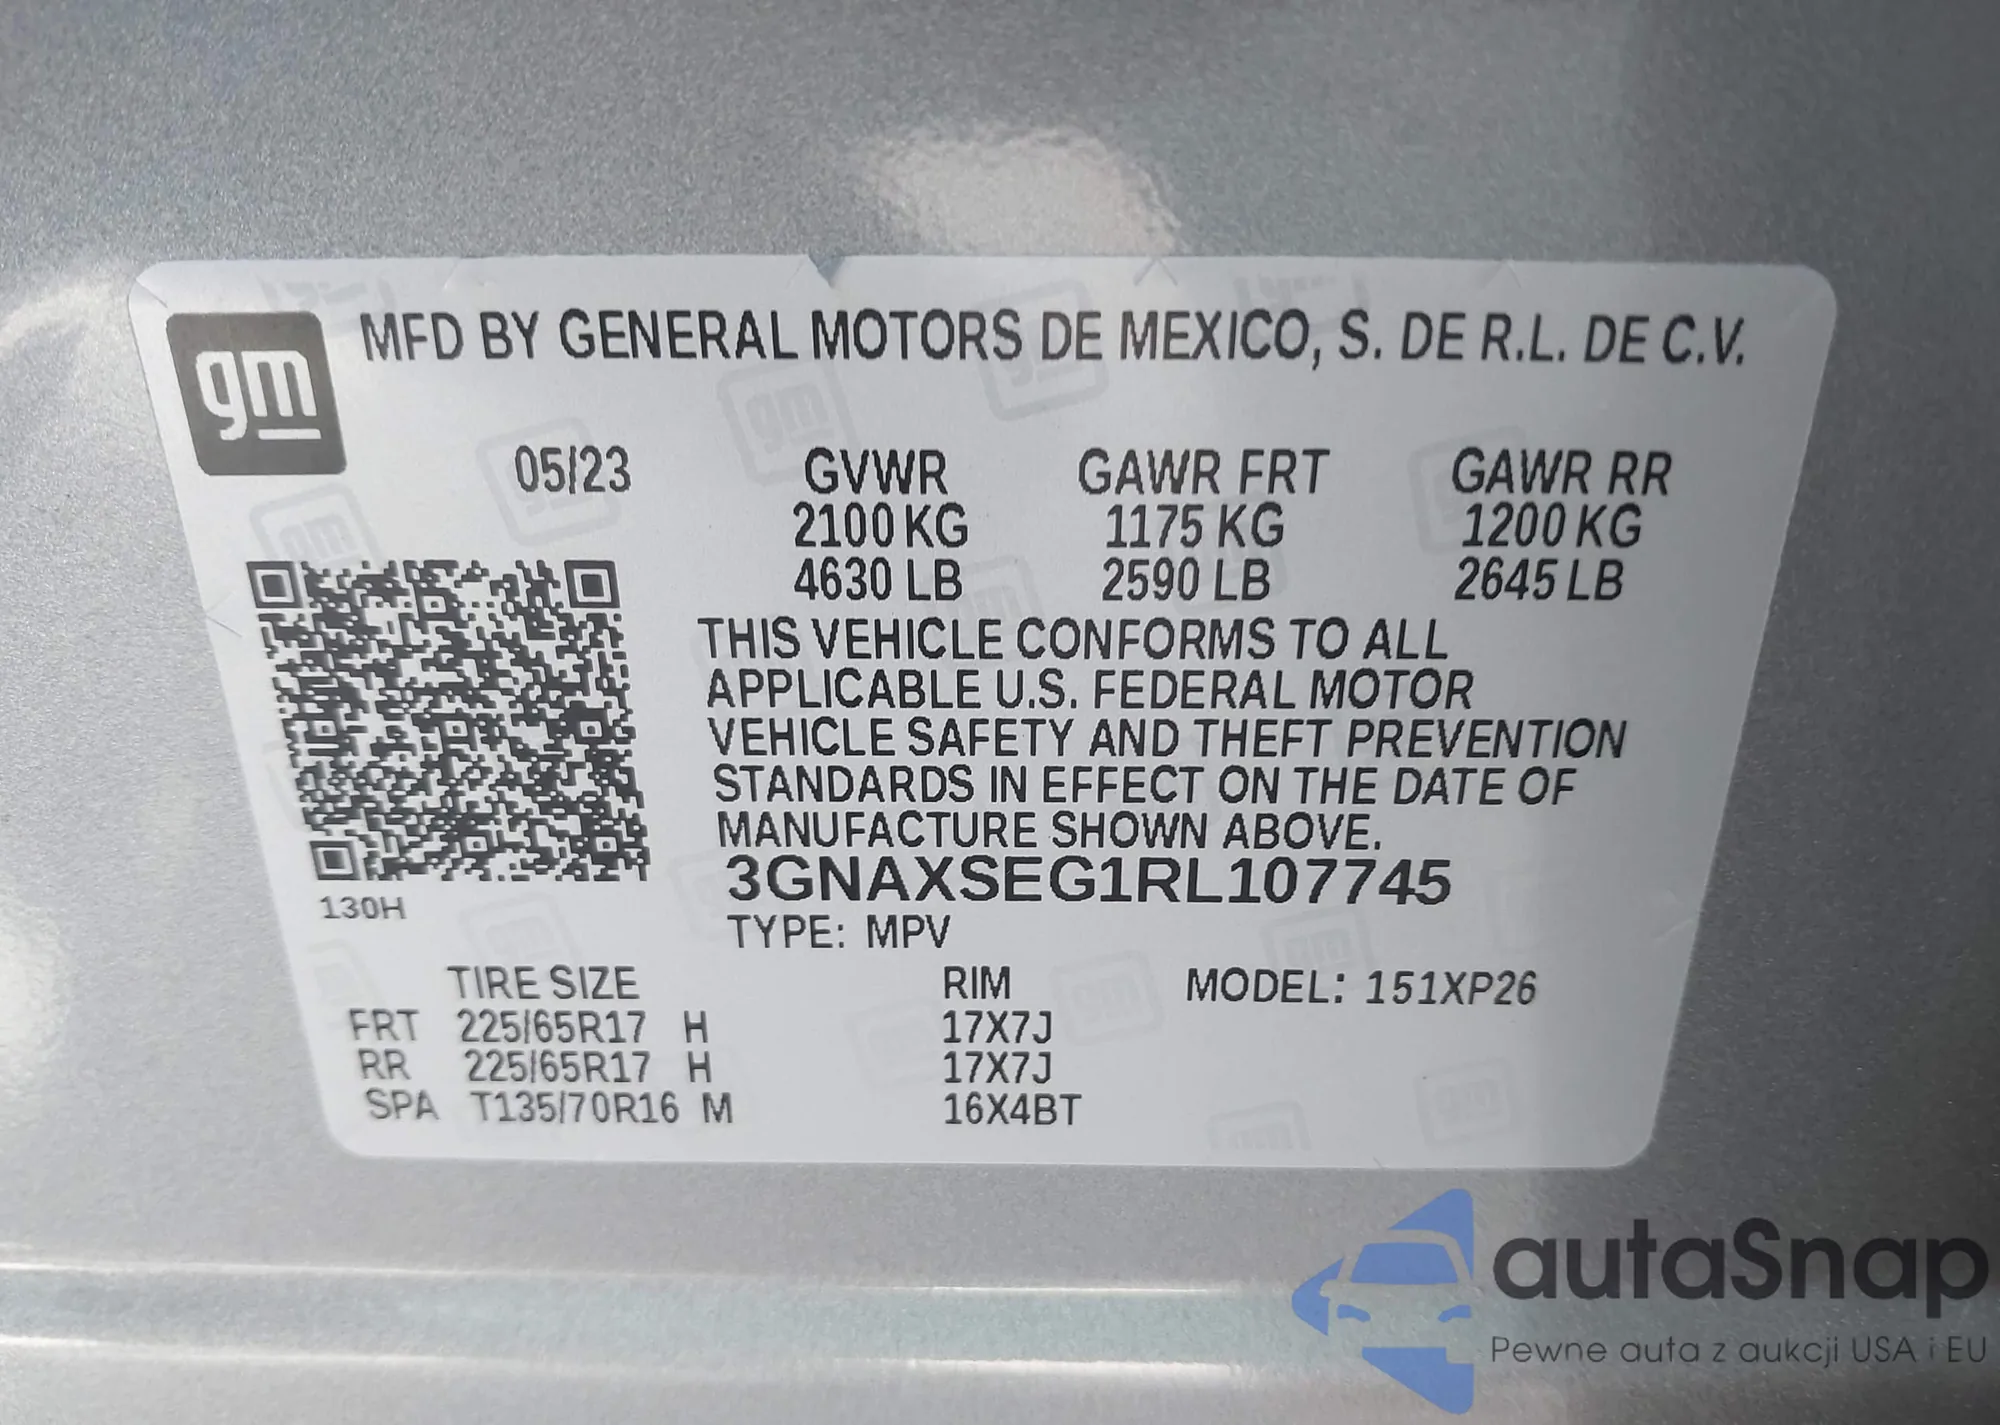 gm
MFD BY GENERAL MOTORS DE MEXICO, S. DE R.L. DE C.V.
05/23 GVWR GAWR FRT GAWR RR
2100 KG 1175 KG 1200 KG
4630 LB 2590 LB 2645 LB
THIS VEHICLE CONFORMS TO ALL
APPLICABLE U.S. FEDERAL MOTOR
VEHICLE SAFETY AND THEFT PREVENTION
STANDARDS IN EFFECT ON THE DATE OF
MANUFACTURE SHOWN ABOVE.
3GNAXSEG1RL107745
130H
TYPE: MPV
TIRE SIZE RIM MODEL: 151XP26
FRT 225/65R17 H 17X7J
RR 225/65R17 H 17X7J
SPA T135/70R16 M 16X4BT
autaSnap
Pewne auta z aukcji USA i EU